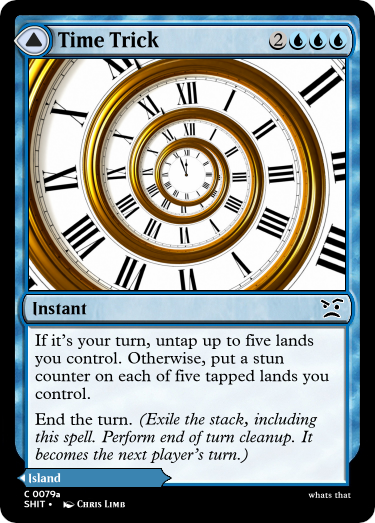 Time Trick 2
Instant
If it's your turn, untap up to five lands
you control. Otherwise, put a stun
counter on each of five tapped lands you
control.
End the turn. (Exile the stack, including
this spell. Perform end of turn cleanup. It
becomes the next player's turn.)
Island
C 0079a
whats that
SHIT • Chris Limb